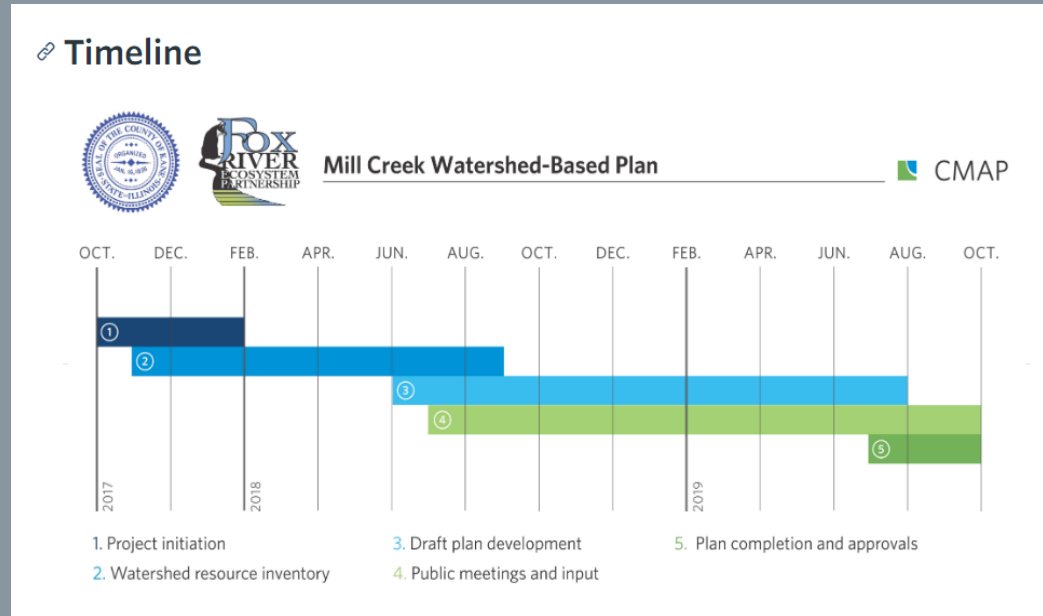 Timeline
SEAL OF THE COUNTY OF KANE
STATE–ILLINOIS
ORGANIZED
JAN. 16, 1836
FOX
RIVER
ECOSYSTEM
PARTNERSHIP
Mill Creek Watershed-Based Plan
CMAP
OCT. DEC. FEB. APR. JUN. AUG. OCT. DEC. FEB. APR. JUN. AUG. OCT.
1
2
3
4
5
2017 2018 2019
1. Project initiation
2. Watershed resource inventory
3. Draft plan development
4. Public meetings and input
5. Plan completion and approvals